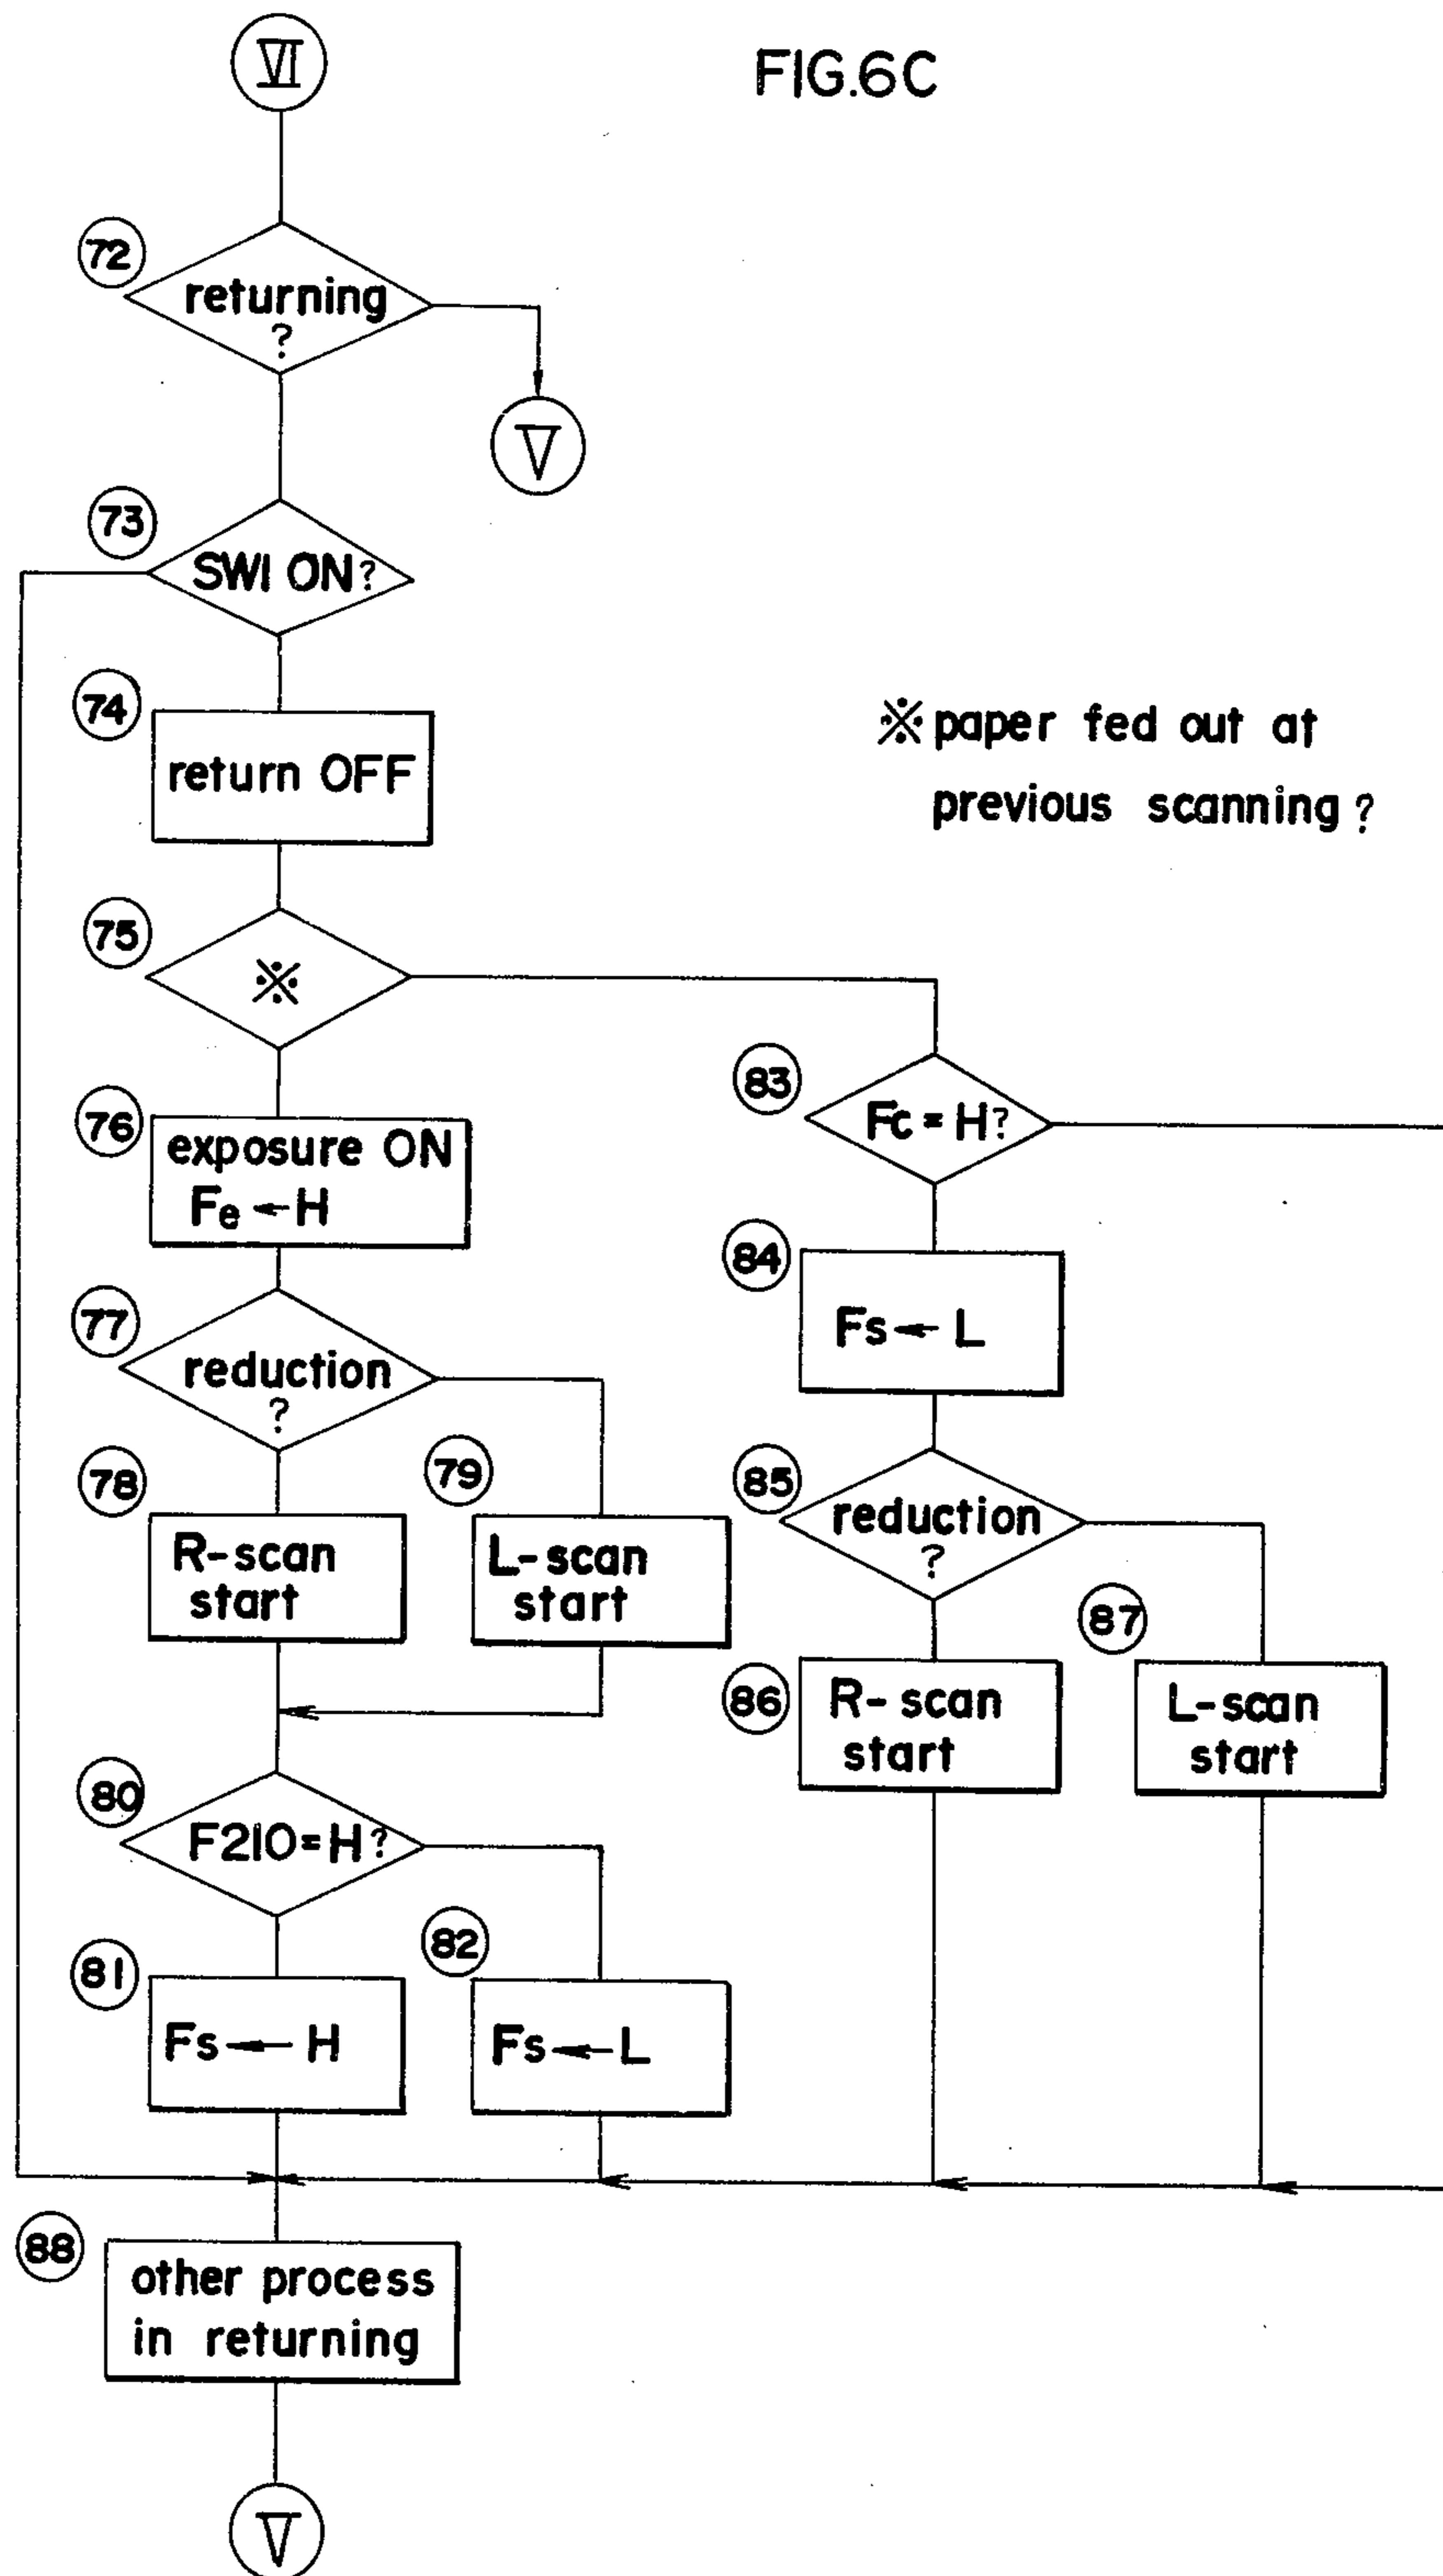 FIG.6C
VI
72
returning
?
V
73
SW1 ON?
74
return OFF
※ paper fed out at
previous scanning?
75
※
76
exposure ON
Fe ← H
83
Fc = H?
84
Fs ← L
77
reduction
?
78
R-scan
start
79
L-scan
start
85
reduction
?
86
R-scan
start
87
L-scan
start
80
F210=H?
81
Fs ← H
82
Fs ← L
88
other process
in returning
V